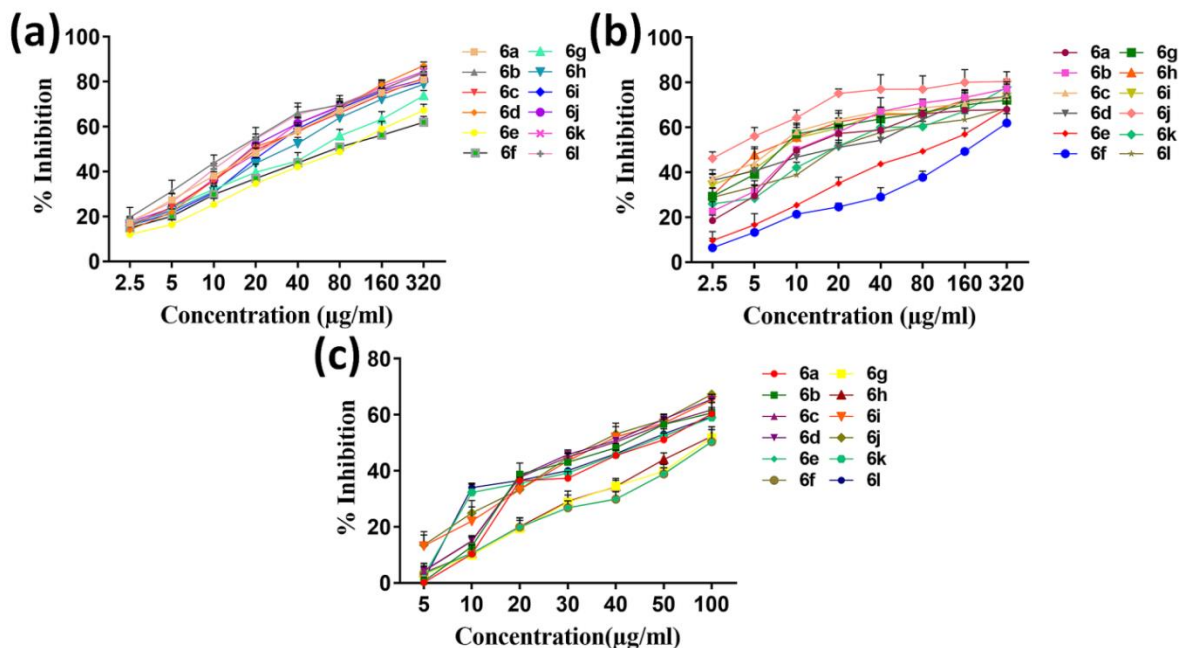 (a)
100
80
60
40
20
0
% Inhibition
2.5 5 10 20 40 80 160 320
Concentration (µg/ml)
6a 6g
6b 6h
6c 6i
6d 6j
6e 6k
6f 6l
(b)
100
80
60
40
20
0
% Inhibition
2.5 5 10 20 40 80 160 320
Concentration (µg/ml)
6a 6g
6b 6h
6c 6i
6d 6j
6e 6k
6f 6l
(c)
80
60
40
20
0
% Inhibition
5 10 20 30 40 50 100
Concentration(µg/ml)
6a 6g
6b 6h
6c 6i
6d 6j
6e 6k
6f 6l